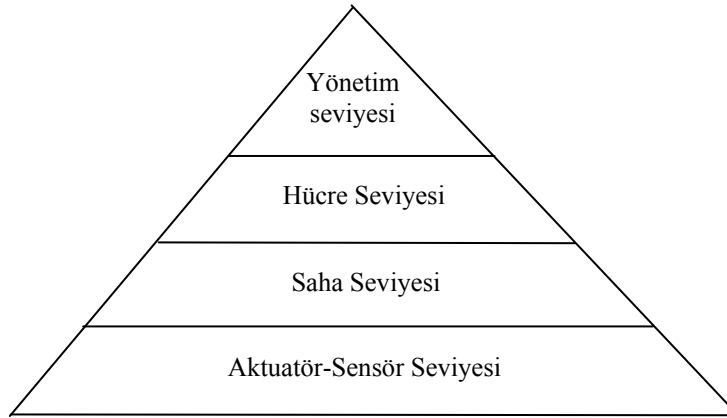 Yönetim
seviyesi
Hücre Seviyesi
Saha Seviyesi
Aktuatör-Sensör Seviyesi